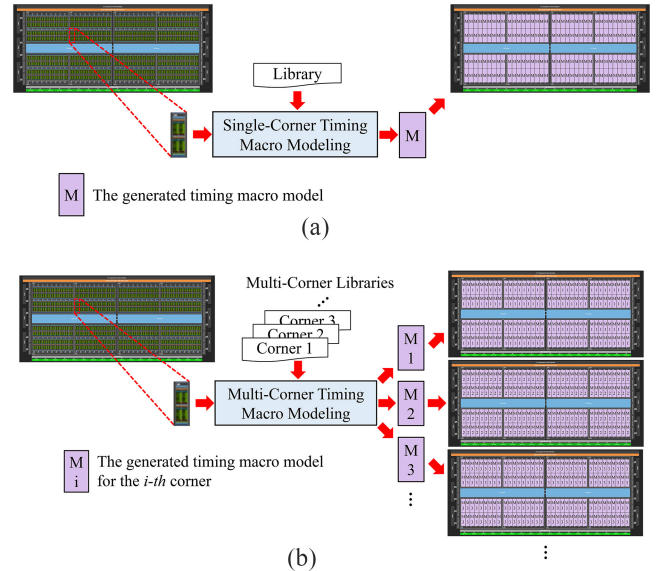 Library
Single-Corner Timing
Macro Modeling
M
M
The generated timing macro model
(a)
Multi-Corner Libraries
...
Corner 3
Corner 2
Corner 1
Multi-Corner Timing
Macro Modeling
M
1
M
2
M
3
M
i
The generated timing macro model
for the i-th corner
(b)